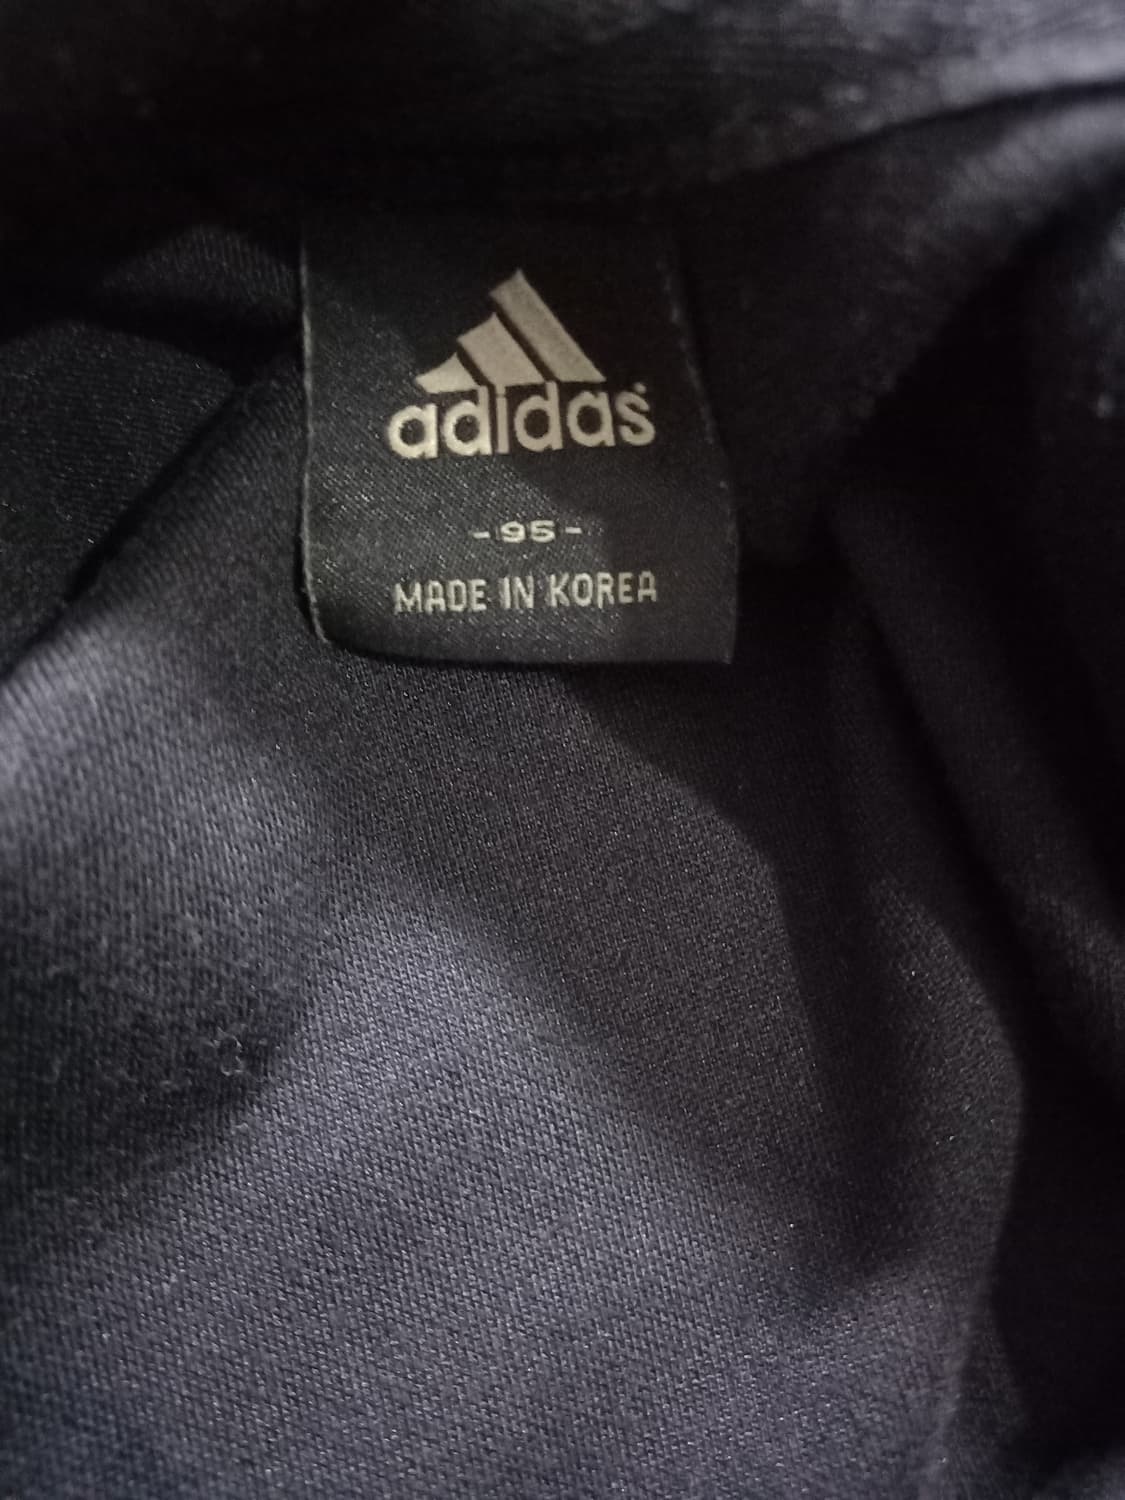 adidas
-95-
MADE IN KOREA